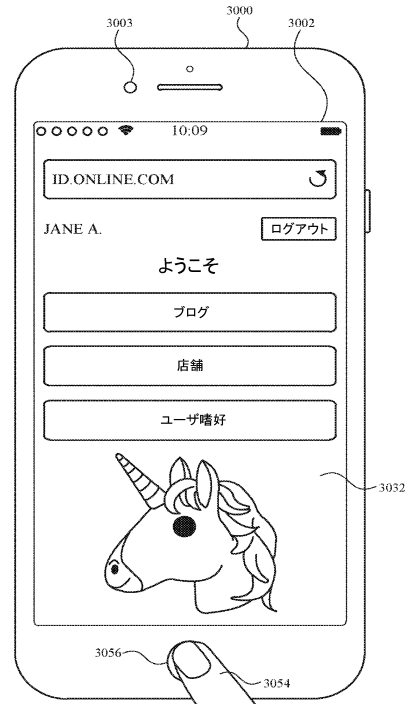 3000
3003
3002
10:09
ID.ONLINE.COM
JANE A.
ログアウト
ようこそ
ブログ
店舗
ユーザ嗜好
3032
3056
3054